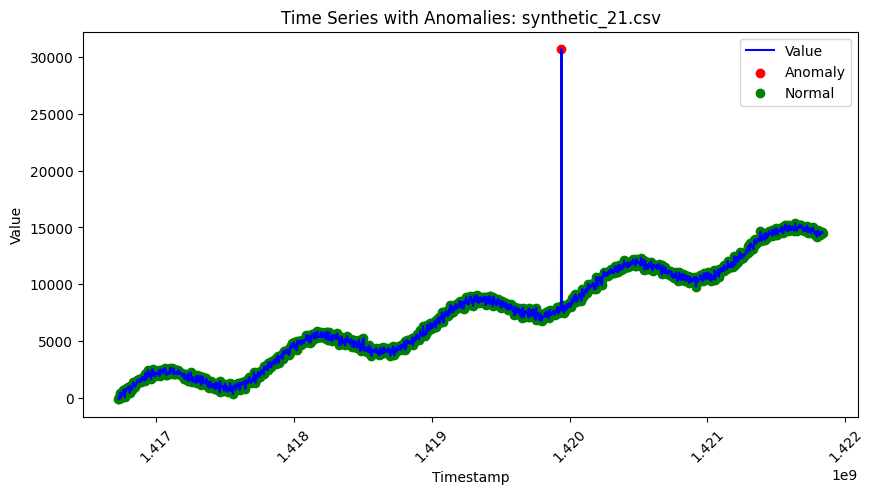 Time Series with Anomalies: synthetic_21.csv
Value
Anomaly
Normal
30000
25000
20000
15000
10000
5000
0
Value
1.417
1.418
1.419
1.420
1.421
1.422
1e9
Timestamp